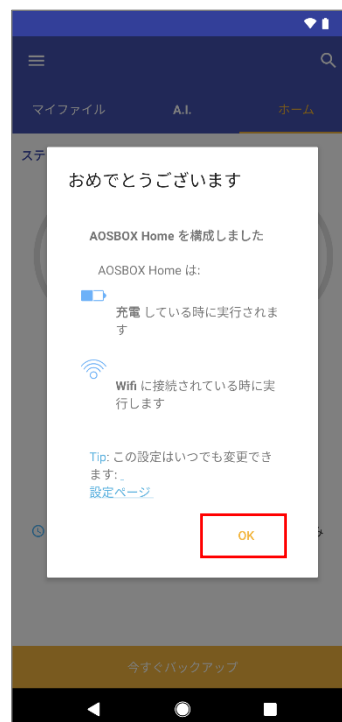 マイファイル A.I. ホーム
ステ
おめでとうございます
AOSBOX Home を構成しました
AOSBOX Home は:
充電 している時に実行されま
す
Wifi に接続されている時に実
行します
Tip: この設定はいつでも変更でき
ます:
設定ページ
OK
み
今すぐバックアップ